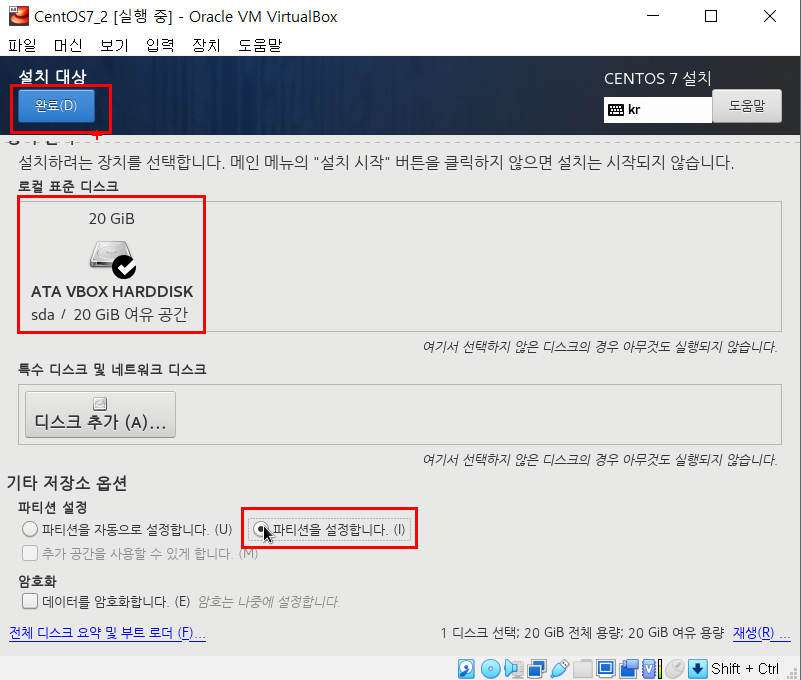 CentOS7_2 [실행 중] - Oracle VM VirtualBox
파일 머신 보기 입력 장치 도움말
설치 대상
CENTOS 7 설치
완료(D)
kr
도움말
설치하려는 장치를 선택합니다. 메인 메뉴의 "설치 시작" 버튼을 클릭하지 않으면 설치는 시작되지 않습니다.
로컬 표준 디스크
20 GiB
ATA VBOX HARDDISK
sda / 20 GiB 여유 공간
여기서 선택하지 않은 디스크의 경우 아무것도 실행되지 않습니다.
특수 디스크 및 네트워크 디스크
디스크 추가 (A)...
여기서 선택하지 않은 디스크의 경우 아무것도 실행되지 않습니다.
기타 저장소 옵션
파티션 설정
파티션을 자동으로 설정합니다. (U) 파티션을 설정합니다. (I)
추가 공간을 사용할 수 있게 합니다. (M)
암호화
데이터를 암호화합니다. (E) 암호는 나중에 설정합니다.
전체 디스크 요약 및 부트 로더 (F)... 1 디스크 선택; 20 GiB 전체 용량; 20 GiB 여유 용량 재생(R) ...
Shift + Ctrl